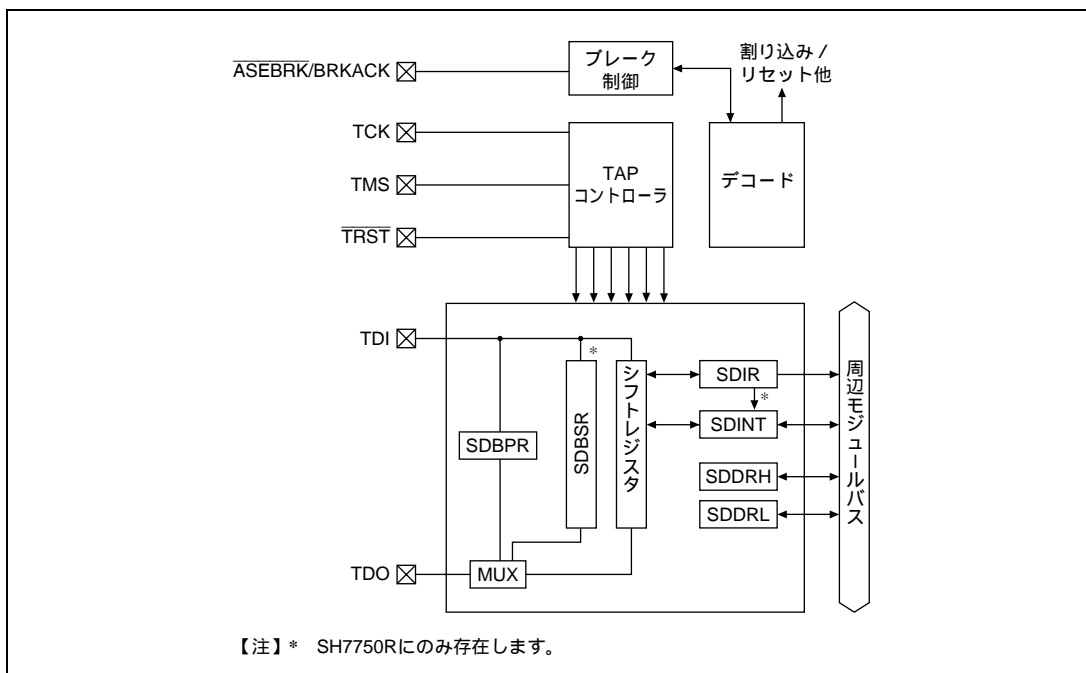 ASEBRK/BRKACK
ブレーク
制御
割り込み /
リセット他
TCK
TMS
TRST
TAP
コントローラ
デコード
TDI
*
SDBPR
SDBSR
シフトレジスタ
SDIR
*
SDINT
SDDRH
SDDRL
周辺モジュールバス
TDO
MUX
【注】* SH7750Rにのみ存在します。